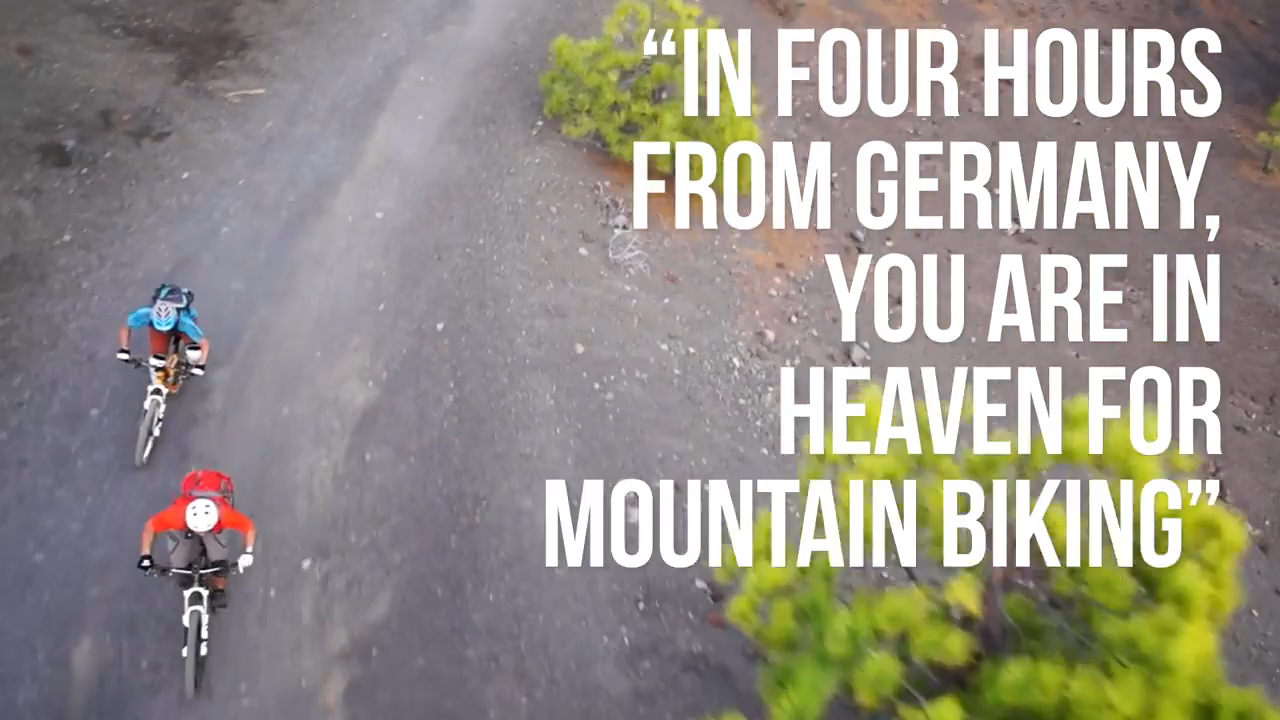 “IN FOUR HOURS
FROM GERMANY,
YOU ARE IN
HEAVEN FOR
MOUNTAIN BIKING”